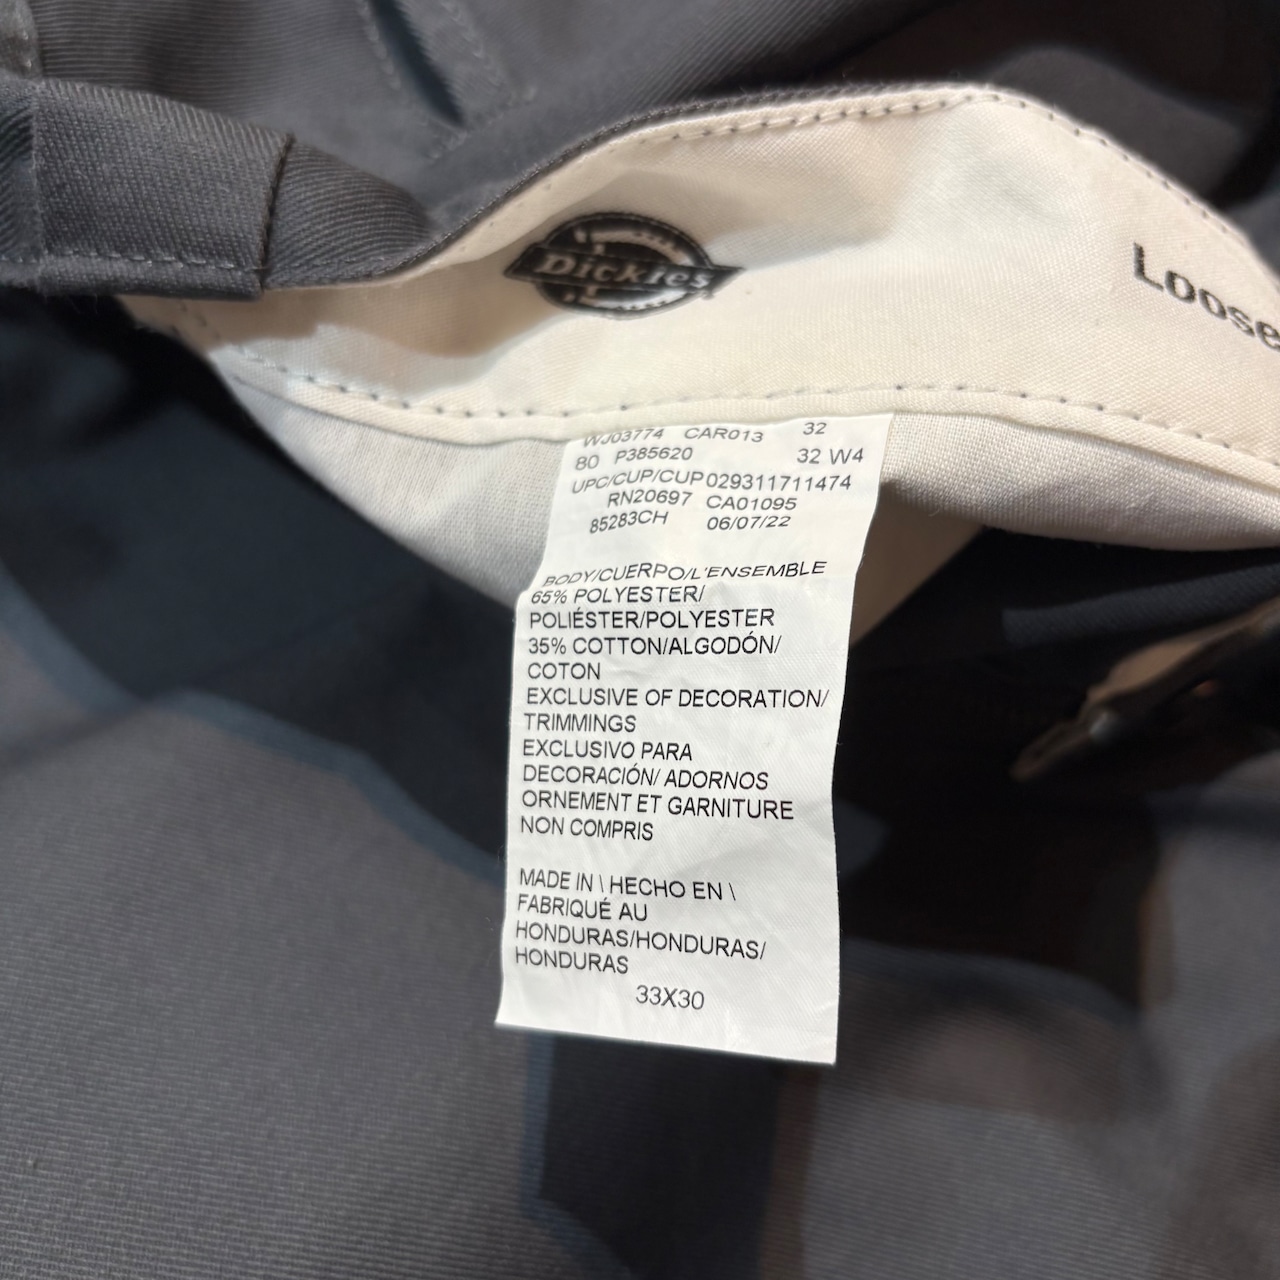 Dickies
Loose
WJ03774 CAR013 32
80 P385620 32 W4
UPC/CUP/CUP029311711474
RN20697 CA01095
85283CH 06/07/22
BODY/CUERPO/L'ENSEMBLE
65% POLYESTER/
POLIÉSTER/POLYESTER
35% COTTON/ALGODÓN/
COTON
EXCLUSIVE OF DECORATION/
TRIMMINGS
EXCLUSIVO PARA
DECORACIÓN/ ADORNOS
ORNEMENT ET GARNITURE
NON COMPRIS
MADE IN \ HECHO EN \
FABRIQUÉ AU
HONDURAS/HONDURAS/
HONDURAS
33X30